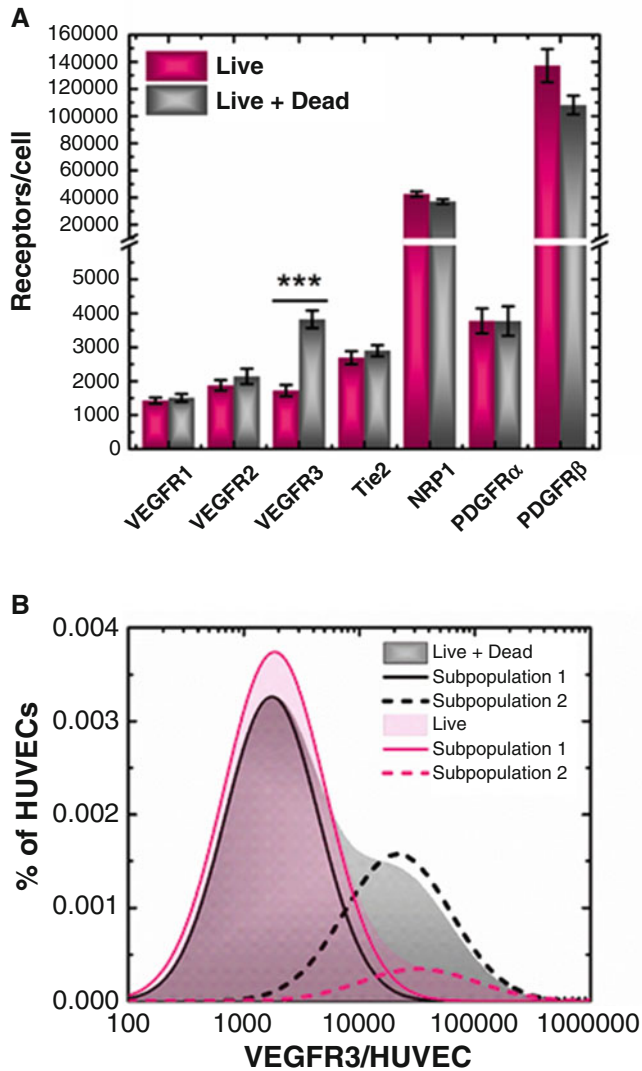 A
Receptors/cell
160000
140000
120000
100000
80000
60000
40000
20000
5000
4000
3000
2000
1000
0
Live
Live + Dead
***
VEGFR1
VEGFR2
VEGFR3
Tie2
NRP1
PDGFRα
PDGFRβ
B
% of HUVECs
0.004
0.003
0.002
0.001
0.000
Live + Dead
Subpopulation 1
Subpopulation 2
Live
Subpopulation 1
Subpopulation 2
100
1000
10000
100000
1000000
VEGFR3/HUVEC